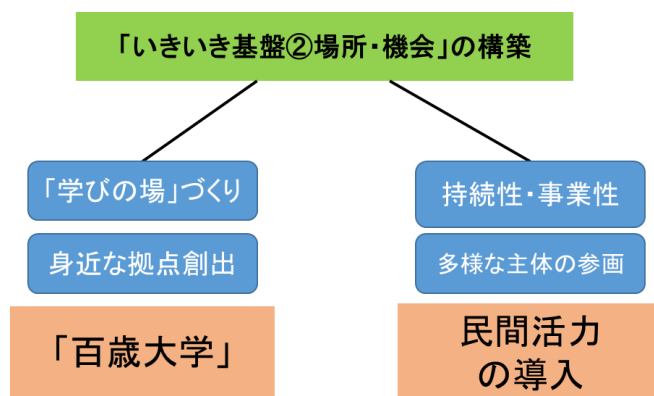 「いきいき基盤②場所・機会」の構築
「学びの場」づくり
身近な拠点創出
「百歳大学」
持続性・事業性
多様な主体の参画
民間活力
の導入